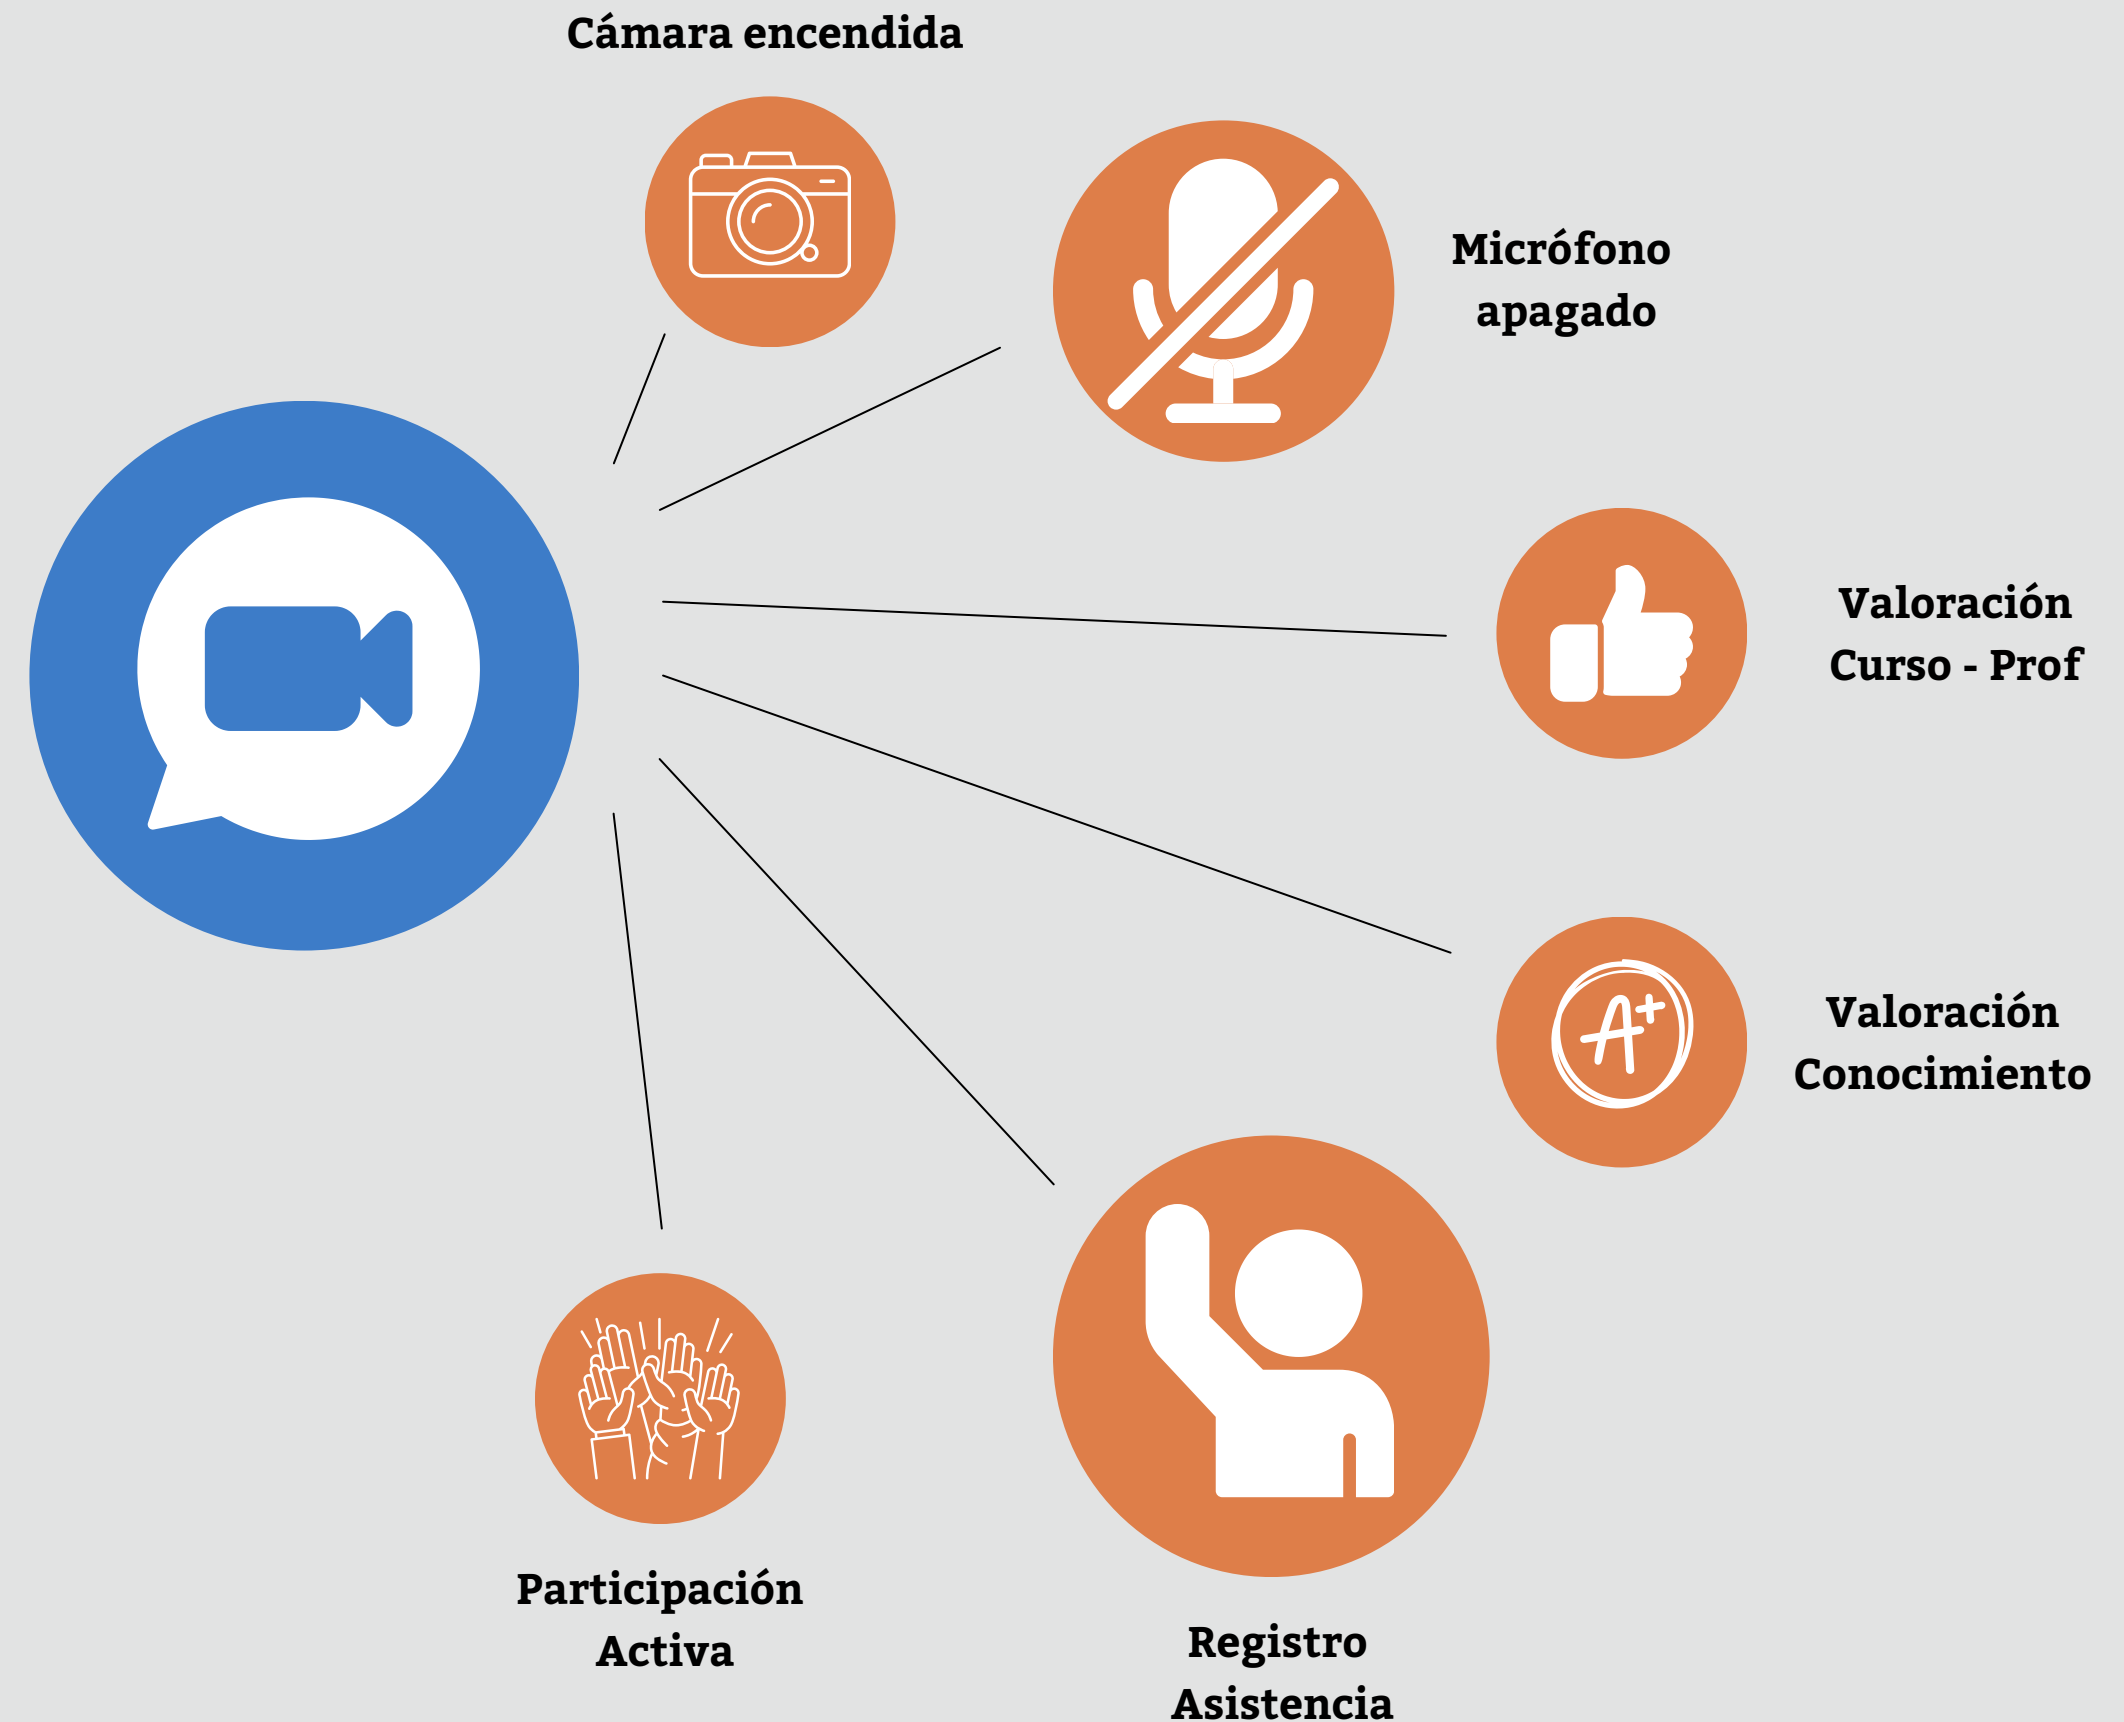 Cámara encendida
Micrófono
apagado
Valoración
Curso - Prof
Valoración
Conocimiento
A+
Participación
Activa
Registro
Asistencia